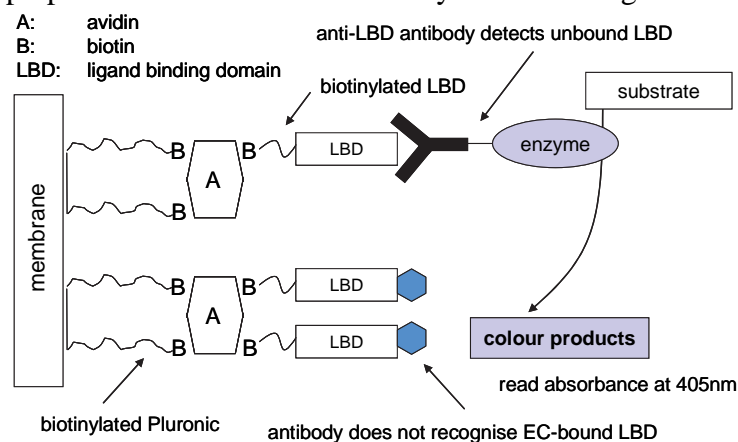 A: avidin
B: biotin
LBD: ligand binding domain
anti-LBD antibody detects unbound LBD
biotinylated LBD
substrate
membrane
B
B
A
B
LBD
enzyme
B
B
A
B
B
LBD
LBD
colour products
read absorbance at 405nm
biotinylated Pluronic
antibody does not recognise EC-bound LBD